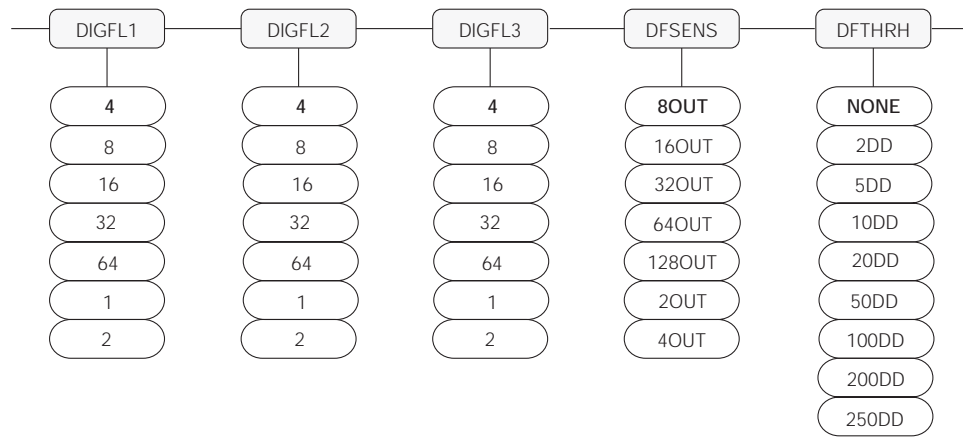 DIGFL1 DIGFL2 DIGFL3 DFSENS DFTHRH
4 4 4 8OUT NONE
8 8 8 16OUT 2DD
16 16 16 32OUT 5DD
32 32 32 64OUT 10DD
64 64 64 128OUT 20DD
1 1 1 2OUT 50DD
2 2 2 4OUT 100DD
200DD
250DD